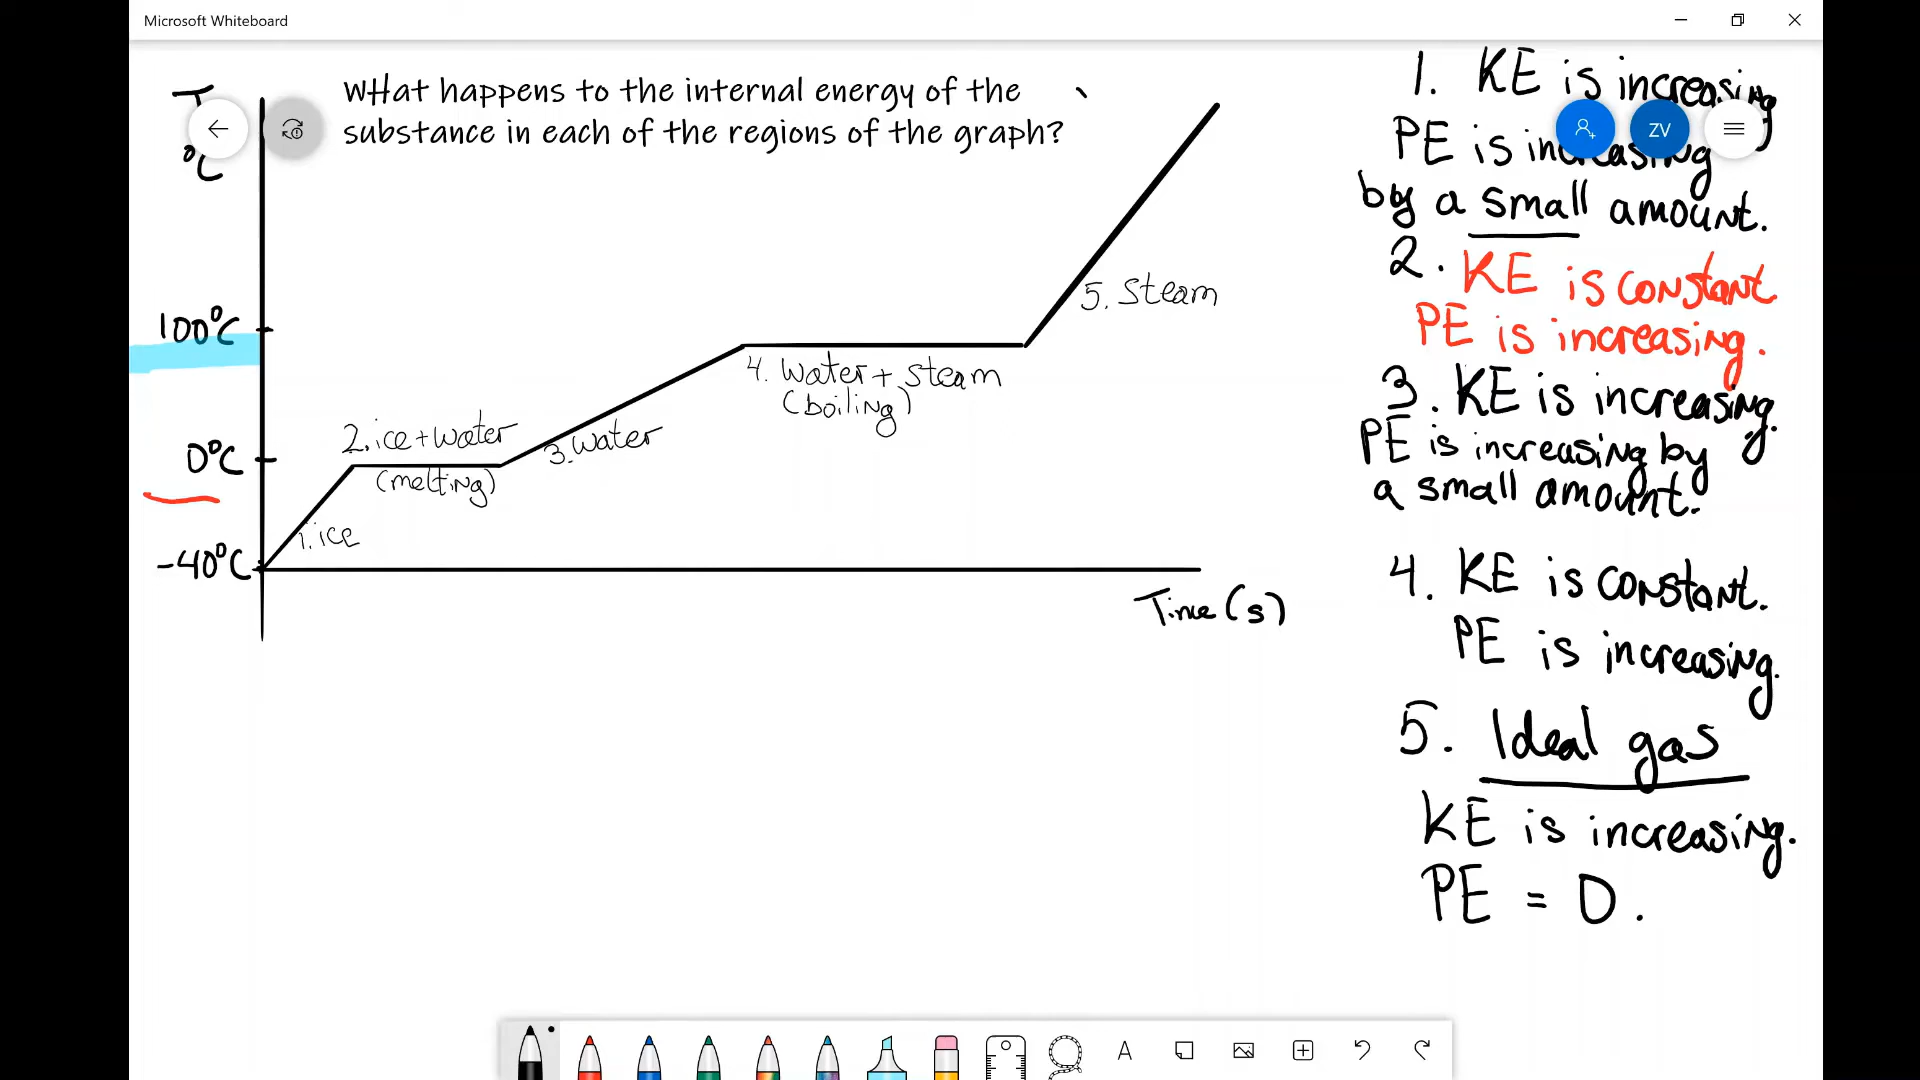 Microsoft Whiteboard
WHat happens to the internal energy of the
substance in each of the regions of the graph?
T
°C
100°C
0°C
-40°C
1. ice
2. ice + water
(melting)
3. water
4. water + steam
(boiling)
5. Steam
Time (s)
1. KE is increasing
PE is increasing
by a small amount.
2. KE is constant
PE is increasing.
3. KE is increasing.
PE is increasing by
a small amount.
4. KE is constant.
PE is increasing.
5. Ideal gas
KE is increasing.
PE = 0.
ZV
A